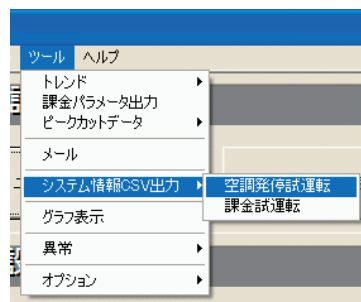 ツール ヘルプ
トレンド
課金パラメータ出力
ピークカットデータ
メール
システム情報CSV出力
空調発停試運転
課金試運転
グラフ表示
異常
オプション